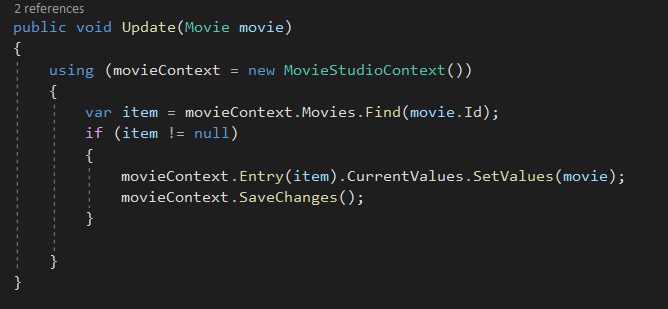 2 references
public void Update(Movie movie)
{
using (movieContext = new MovieStudioContext())
{
var item = movieContext.Movies.Find(movie.Id);
if (item != null)
{
movieContext.Entry(item).CurrentValues.SetValues(movie);
movieContext.SaveChanges();
}
}
}